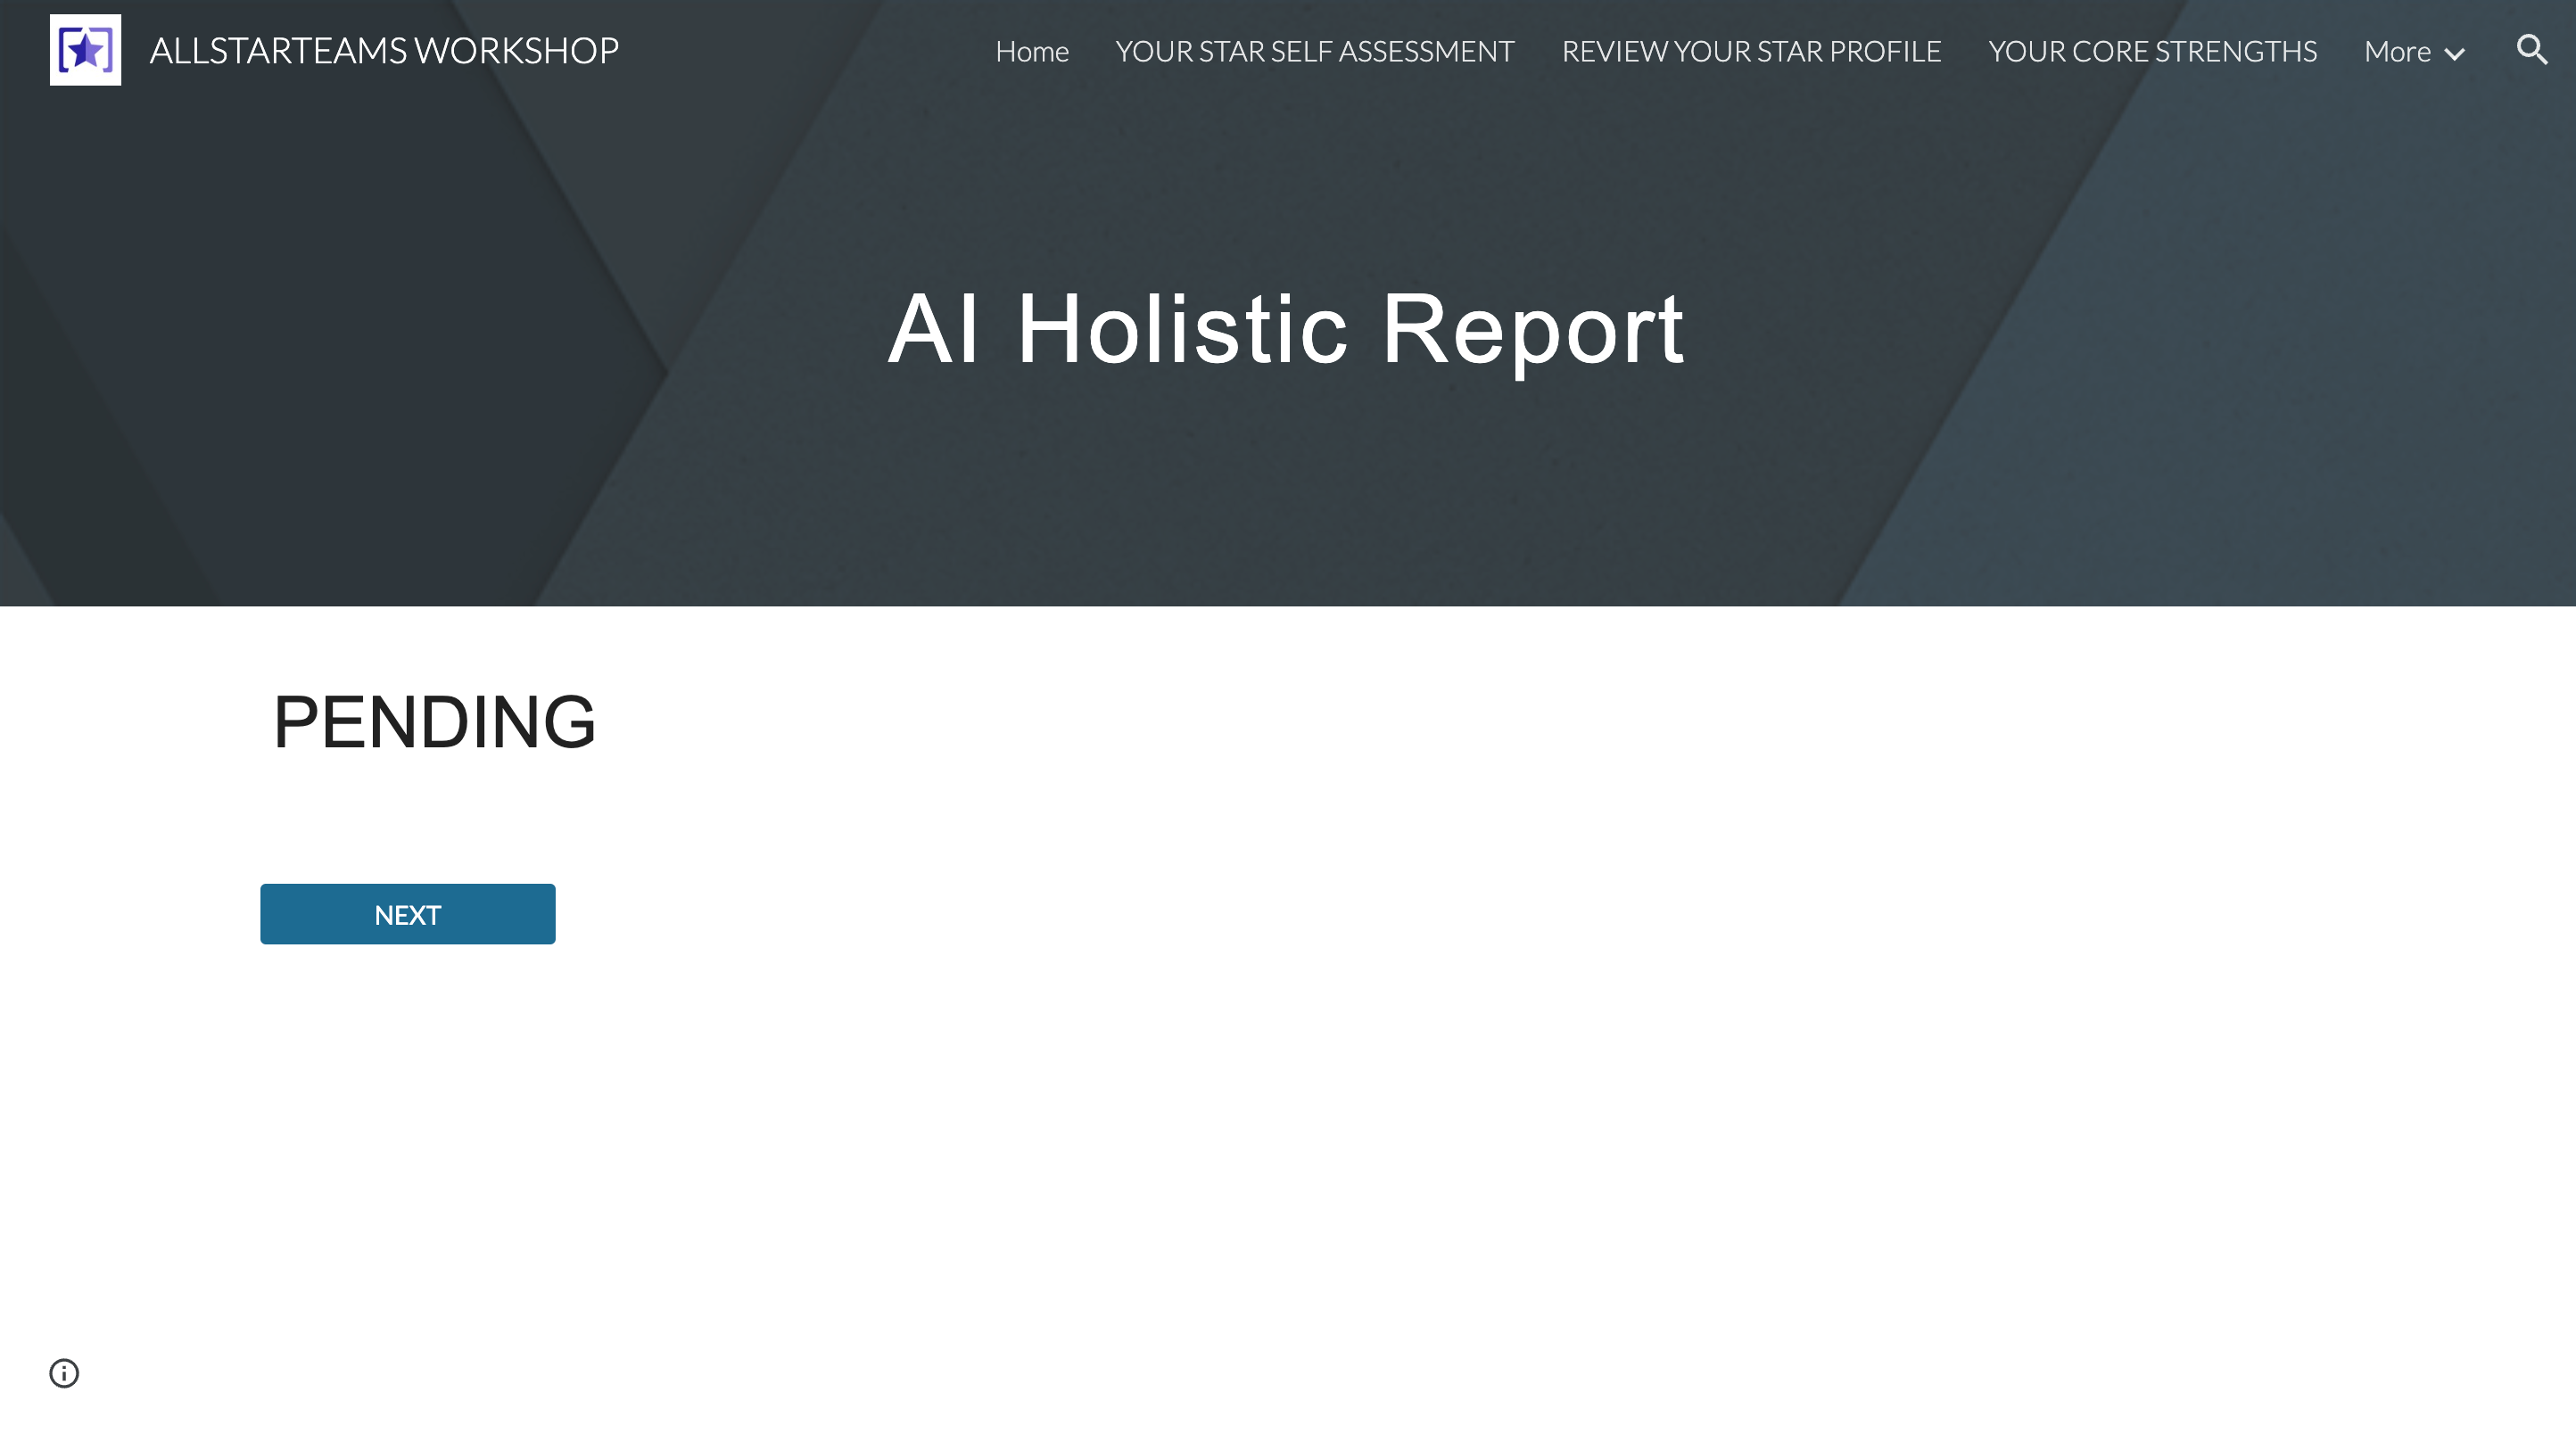 ALLSTARTEAMS WORKSHOP
Home YOUR STAR SELF ASSESSMENT REVIEW YOUR STAR PROFILE YOUR CORE STRENGTHS More
AI Holistic Report
PENDING
NEXT